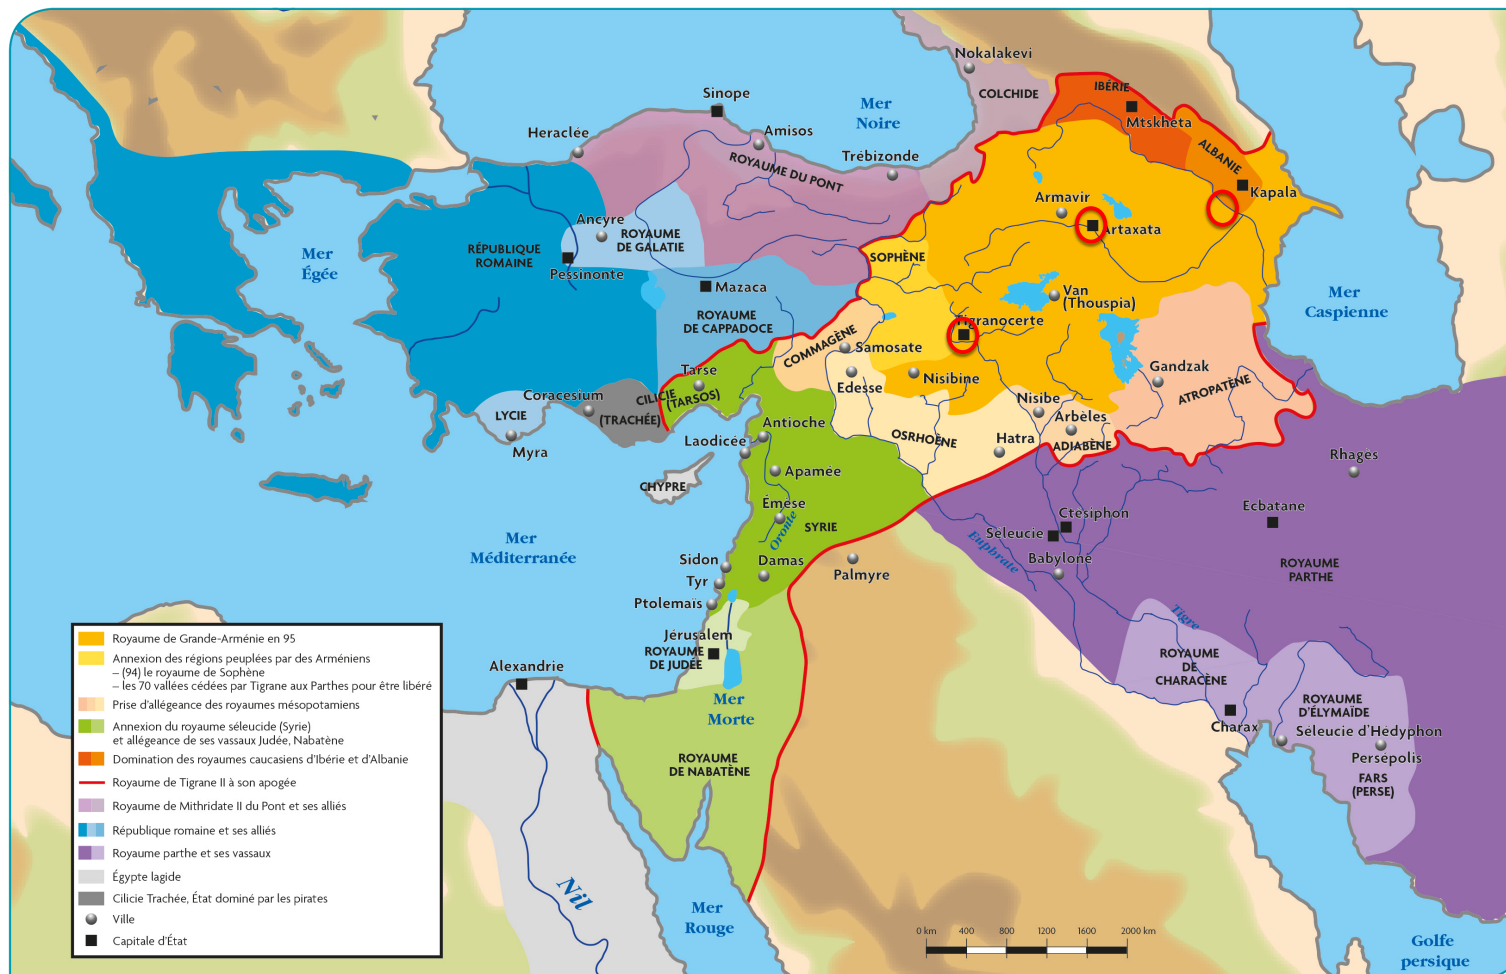 Nokalakevi
COLCHIDE
IBÉRIE
Mtskheta
ALBANIE
Kapala
Sinope
Mer
Noire
Amisos
Heraclée
Trébizonde
ROYAUME DU PONT
Armavir
Artaxata
Ancyre
ROYAUME
DE GALATIE
RÉPUBLIQUE
ROMAINE
Pessinonte
Mer
Égée
SOPHÈNE
Mazaca
Van
(Thouspia)
Mer
Caspienne
ROYAUME
DE CAPPADOCE
Tigranocerte
COMMAGÈNE
Samosate
Gandzak
Tarse
Edesse
Nisibine
ATROPATÈNE
CILICIE
(TARSOS)
Coracesium
(TRACHÉE)
LYCIE
Nisibe
Arbèles
ADIABÈNE
Antioche
OSRHOÈNE
Hatra
Laodicée
Myra
Rhages
Apamée
CHYPRE
Émèse
Oronte
SYRIE
Ecbatane
Ctésiphon
Séleucie
Mer
Méditerranée
Euphrate
Babylone
Sidon
Damas
Palmyre
ROYAUME
PARTHE
Tyr
Ptolemaïs
Tigre
Jérusalem
ROYAUME
DE JUDÉE
ROYAUME
DE
CHARACÈNE
Alexandrie
Mer
Morte
ROYAUME
D'ÉLYMAÏDE
Charax
Séleucie d'Hédyphon
Persepolis
ROYAUME
DE NABATÈNE
FARS
(PERSE)
Nil
Mer
Rouge
Golfe
persique
0 km 400 800 1200 1600 2000 km
Royaume de Grande-Arménie en 95
Annexion des régions peuplées par des Arméniens
– (94) le royaume de Sophène
– les 70 vallées cédées par Tigrane aux Parthes pour être libéré
Prise d'allégeance des royaumes mésopotamiens
Annexion du royaume séleucide (Syrie)
et allégeance de ses vassaux Judée, Nabatène
Domination des royaumes caucasiens d'Ibérie et d'Albanie
Royaume de Tigrane II à son apogée
Royaume de Mithridate II du Pont et ses alliés
République romaine et ses alliés
Royaume parthe et ses vassaux
Égypte lagide
Cilicie Trachée, État dominé par les pirates
Ville
Capitale d'État